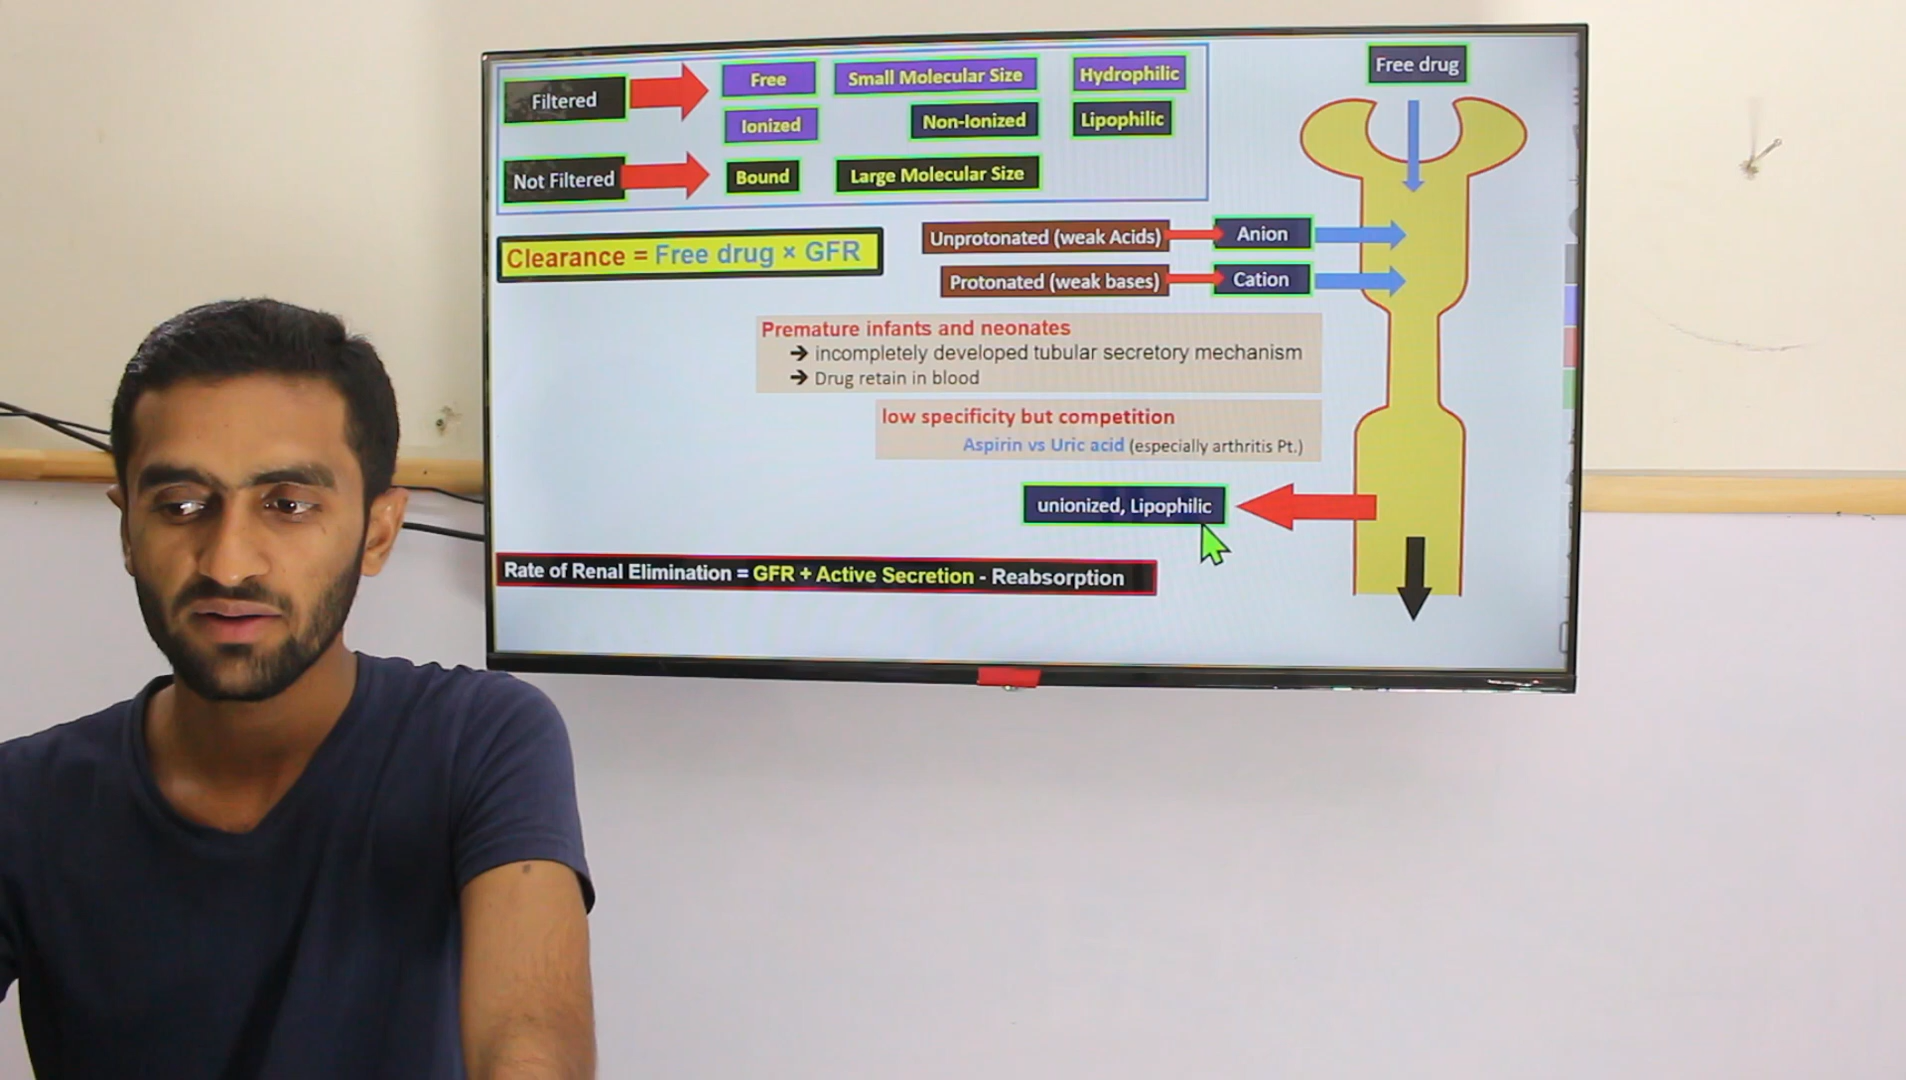 Free drug
Filtered
Free
Small Molecular Size
Hydrophilic
Ionized
Non-Ionized
Lipophilic
Not Filtered
Bound
Large Molecular Size
Clearance = Free drug × GFR
Unprotonated (weak Acids)
Anion
Protonated (weak bases)
Cation
Premature infants and neonates
➔ incompletely developed tubular secretory mechanism
➔ Drug retain in blood
low specificity but competition
Aspirin vs Uric acid (especially arthritis Pt.)
unionized, Lipophilic
Rate of Renal Elimination = GFR + Active Secretion - Reabsorption